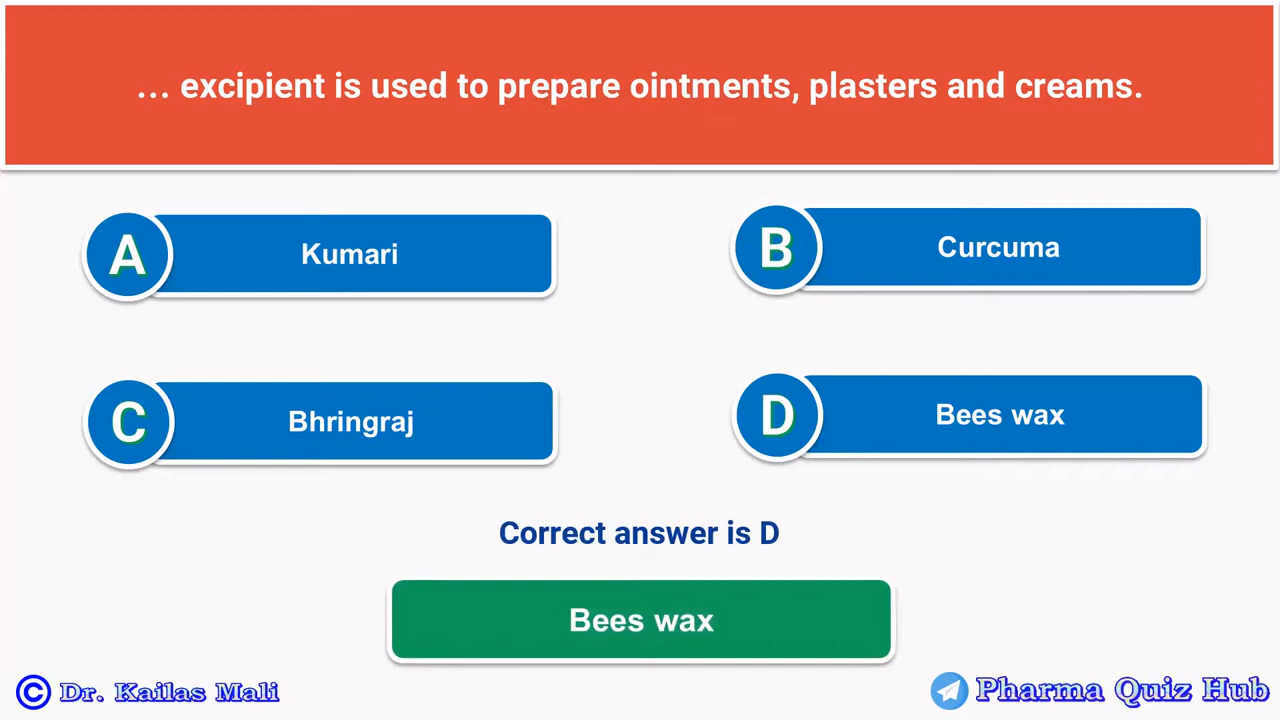 ... excipient is used to prepare ointments, plasters and creams.
A Kumari
B Curcuma
C Bhringraj
D Bees wax
Correct answer is D
Bees wax
© Dr. Kailas Mali
Pharma Quiz Hub